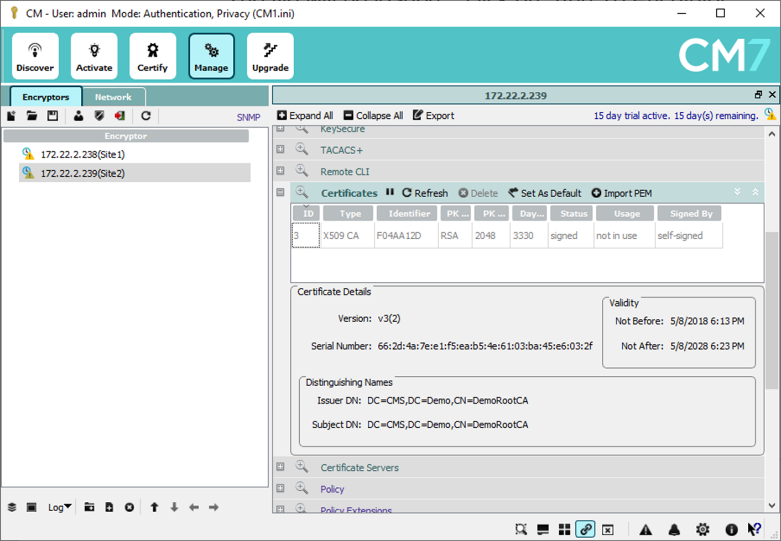 CM - User: admin  Mode: Authentication, Privacy (CM1.ini)
Discover
Activate
Certify
Manage
Upgrade
CM7
Encryptors
Network
SNMP
Encryptor
172.22.2.238(Site1)
172.22.2.239(Site2)
Log
172.22.2.239
Expand All
Collapse All
Export
15 day trial active. 15 day(s) remaining.
KeySecure
TACACS+
Remote CLI
Certificates
Refresh
Delete
Set As Default
Import PEM
ID Type Identifier PK ... PK ... Day... Status Usage Signed By
3 X509 CA F04AA12D RSA 2048 3330 signed not in use self-signed
Certificate Details
Version: v3(2)
Serial Number: 66:2d:4a:7e:e1:f5:ea:b5:4e:61:03:ba:45:e6:03:2f
Validity
Not Before: 5/8/2018 6:13 PM
Not After: 5/8/2028 6:23 PM
Distinguishing Names
Issuer DN: DC=CMS,DC=Demo,CN=DemoRootCA
Subject DN: DC=CMS,DC=Demo,CN=DemoRootCA
Certificate Servers
Policy
Policy Extensions